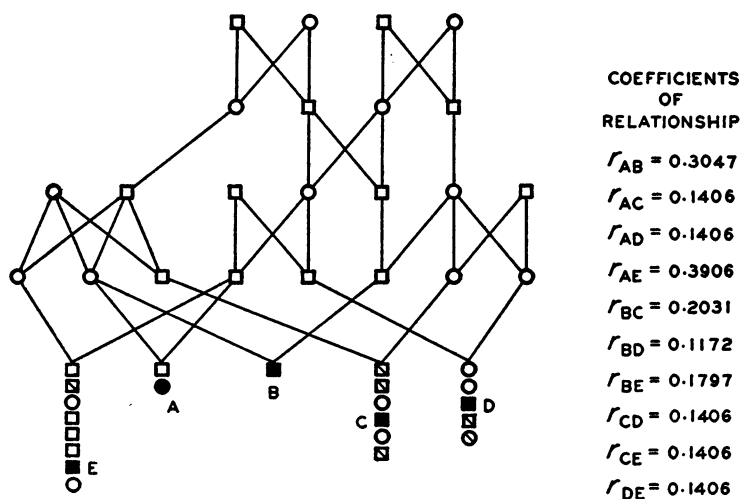 COEFFICIENTS
OF
RELATIONSHIP
rAB = 0.3047
rAC = 0.1406
rAD = 0.1406
rAE = 0.3906
rBC = 0.2031
rBD = 0.1172
rBE = 0.1797
rCD = 0.1406
rCE = 0.1406
rDE = 0.1406
A
B
C
D
E